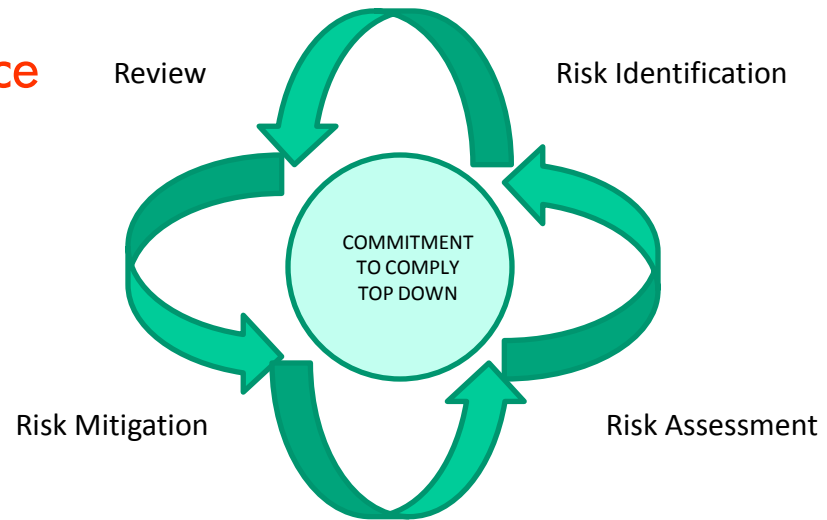 ce
Review
Risk Identification
COMMITMENT
TO COMPLY
TOP DOWN
Risk Mitigation
Risk Assessment